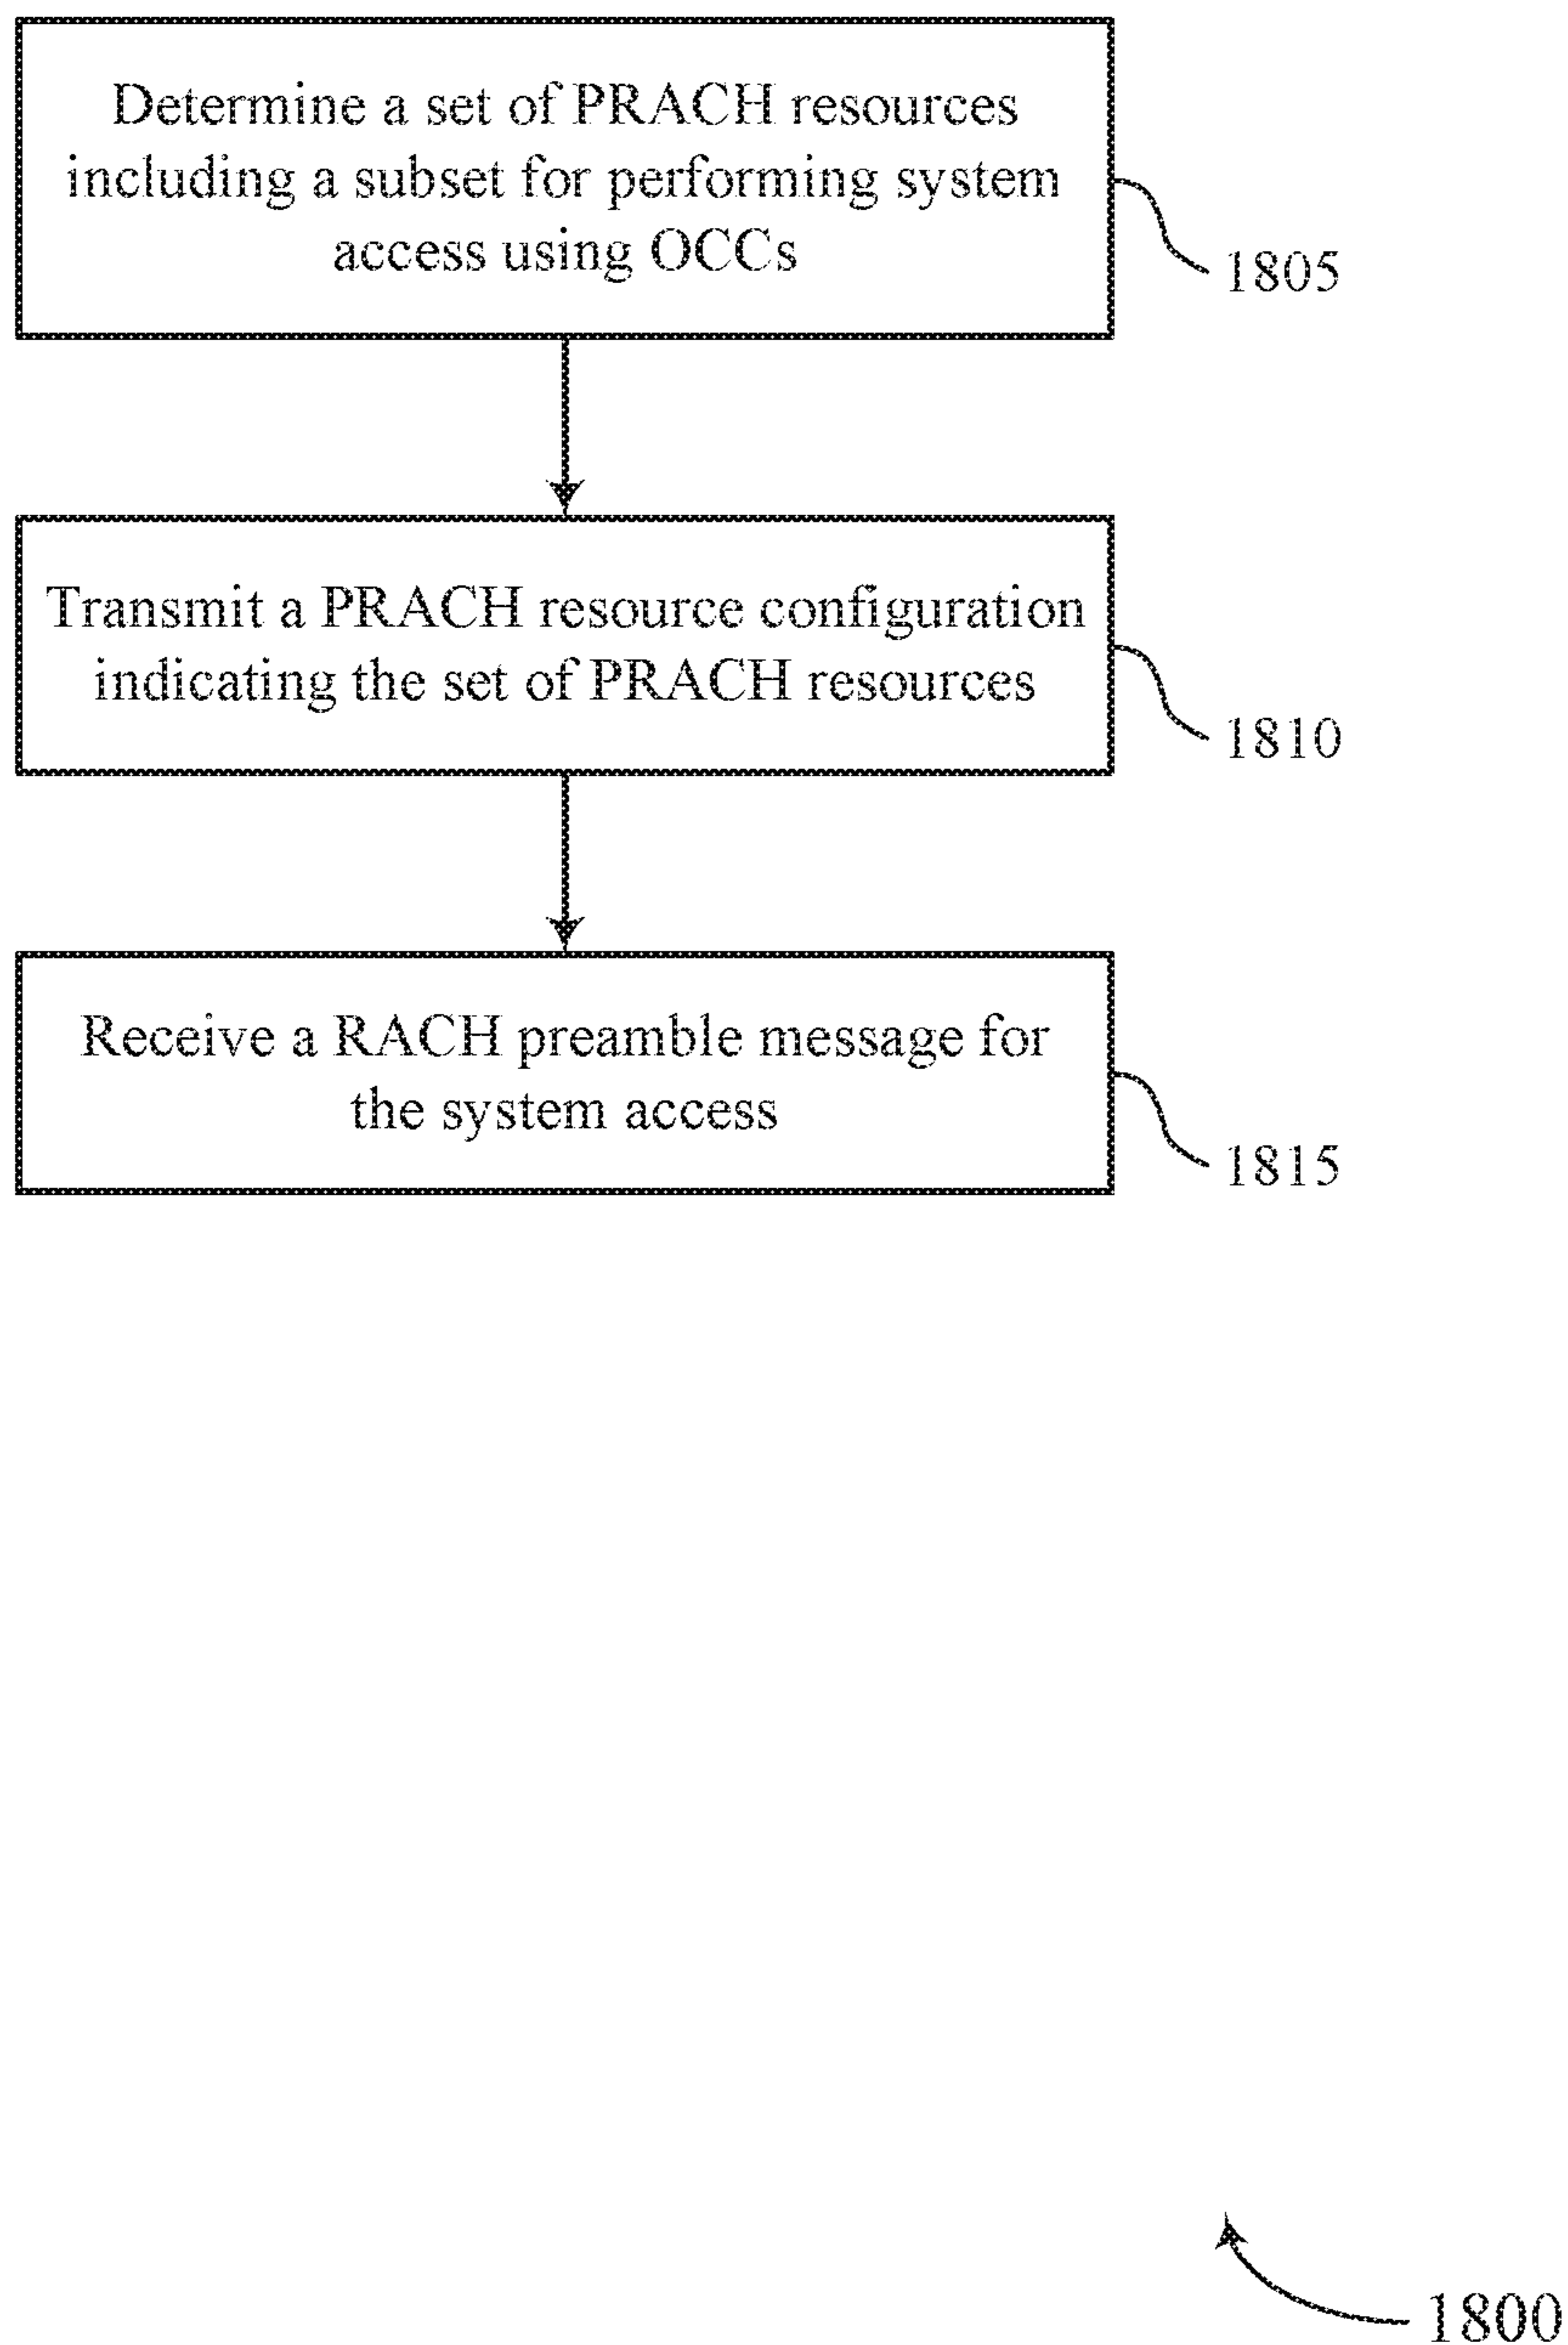 Determine a set of PRACH resources
including a subset for performing system
access using OCCs
1805
Transmit a PRACH resource configuration
indicating the set of PRACH resources
1810
Receive a RACH preamble message for
the system access
1815
1800